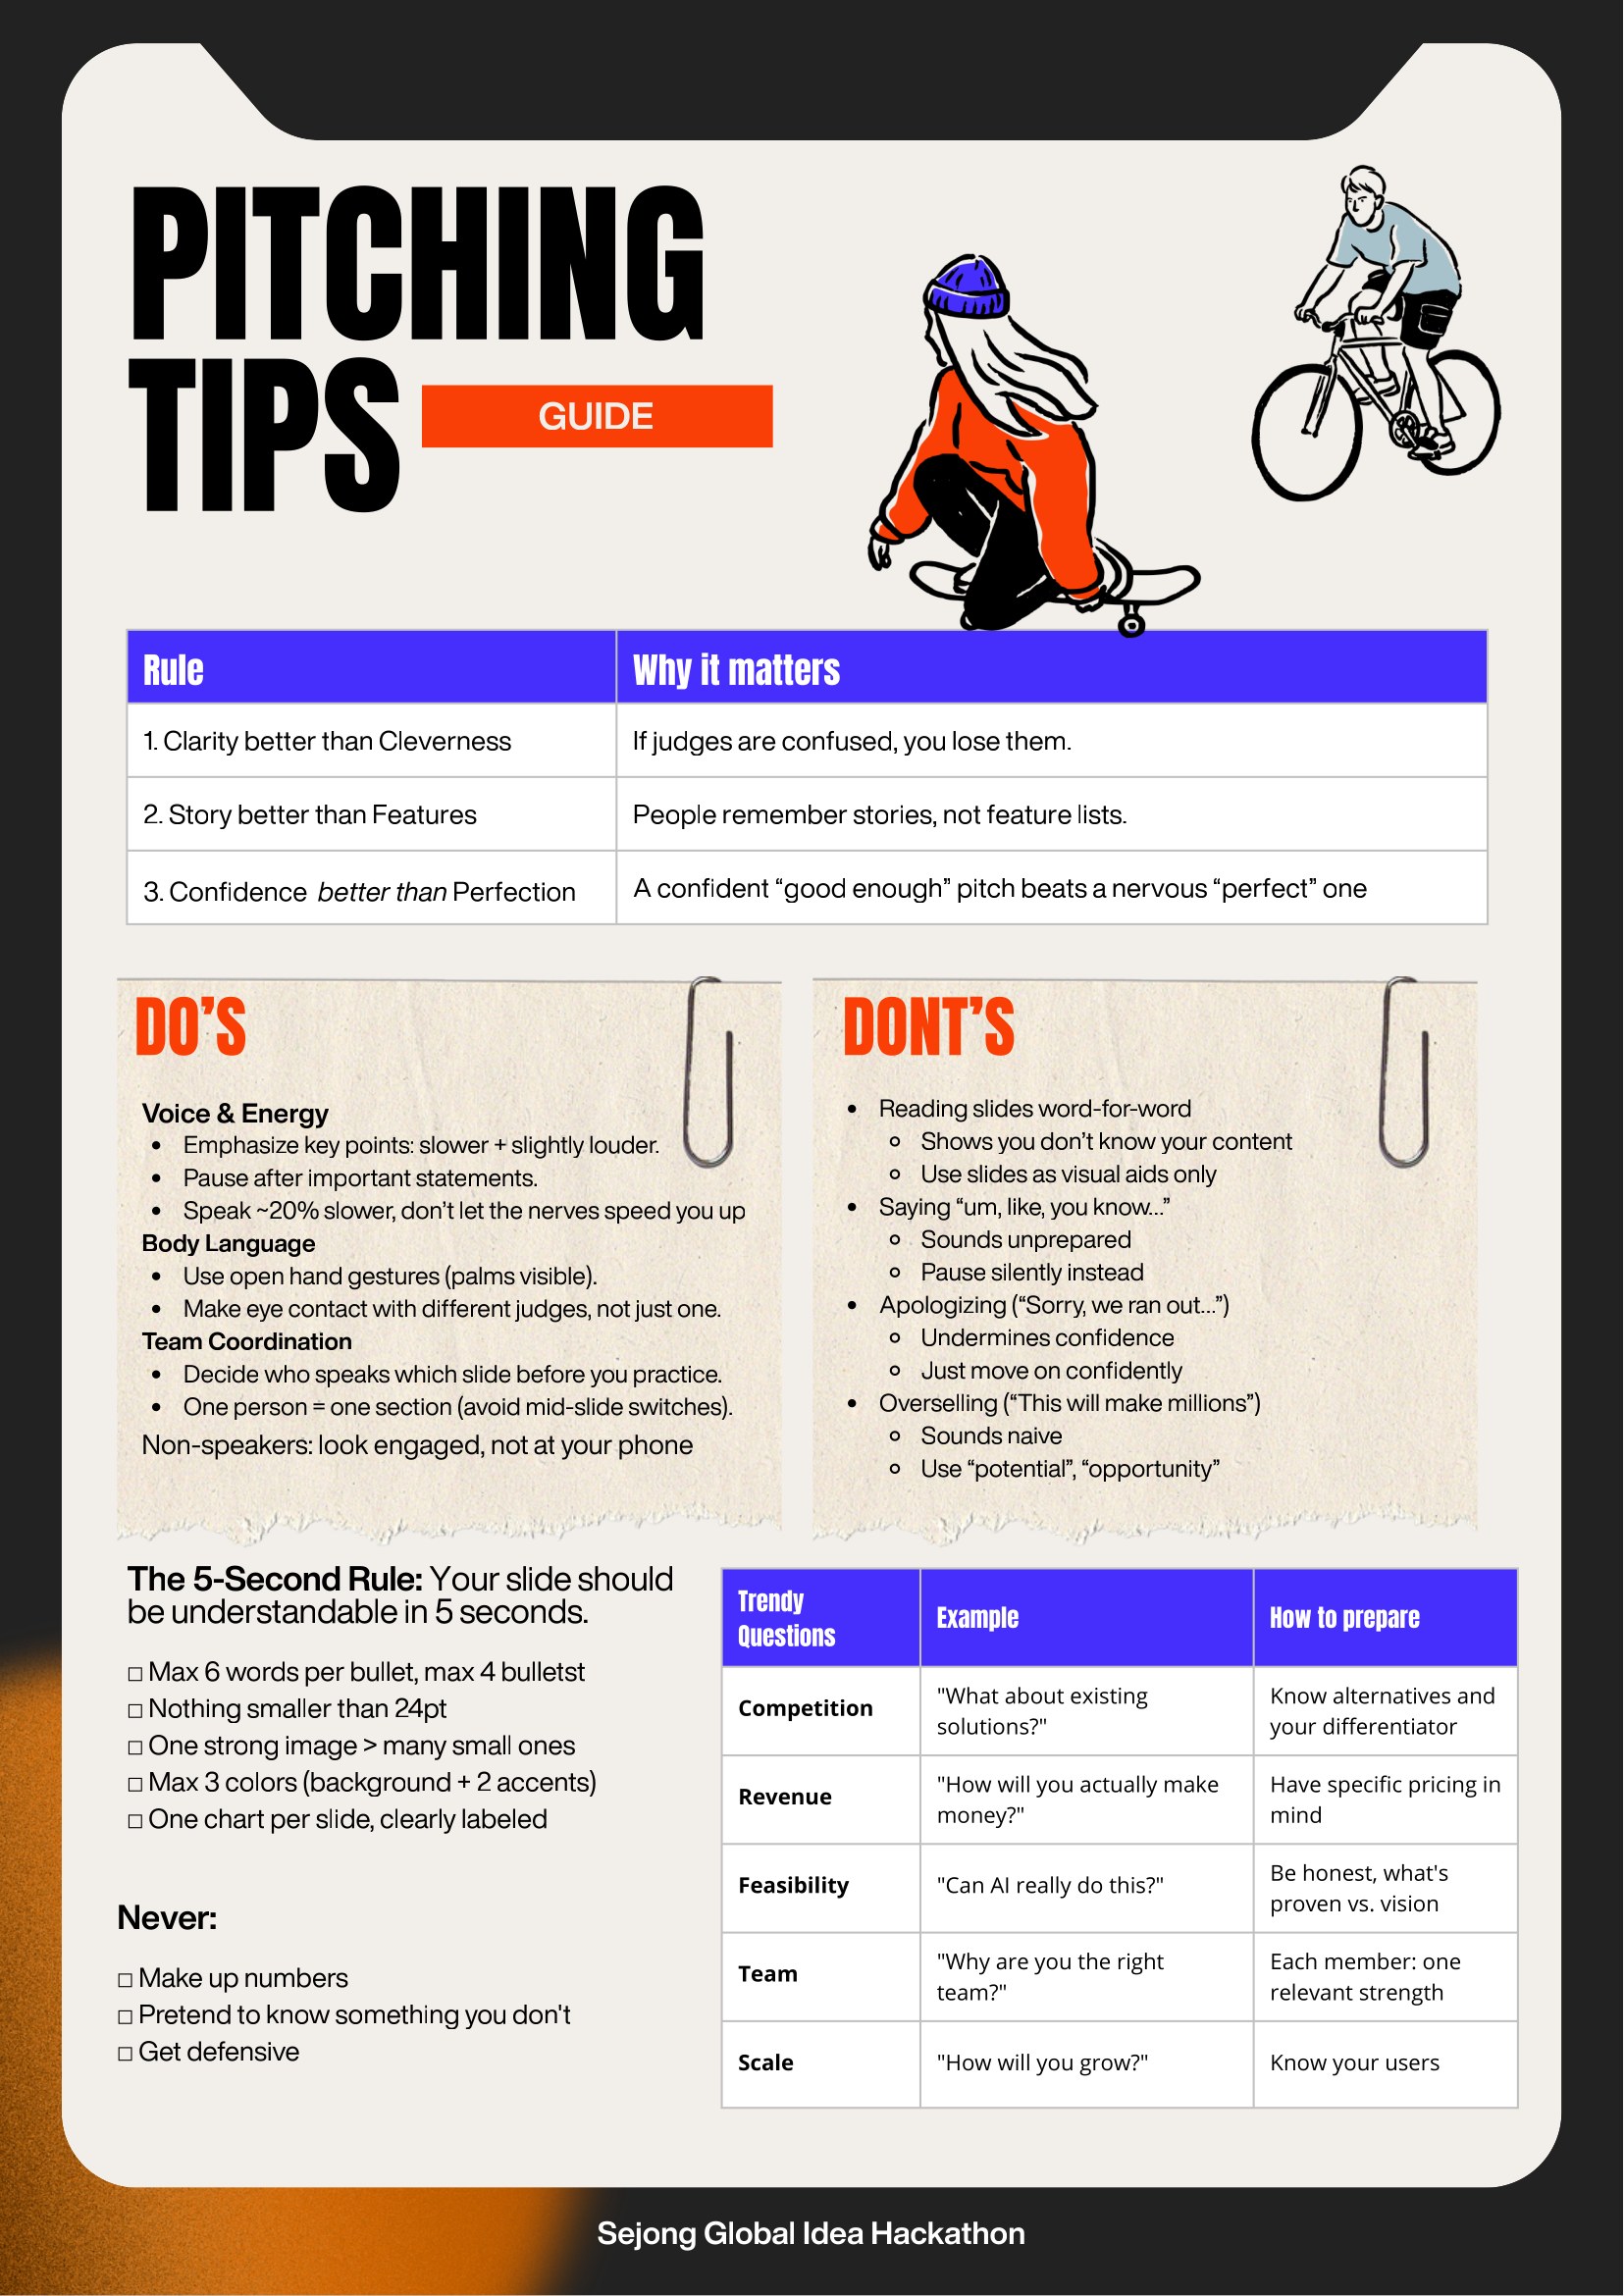 PITCHING
TIPS
GUIDE
Rule
Why it matters
1. Clarity better than Cleverness
If judges are confused, you lose them.
2. Story better than Features
People remember stories, not feature lists.
3. Confidence better than Perfection
A confident “good enough” pitch beats a nervous “perfect” one
DO’S
Voice & Energy
• Emphasize key points: slower + slightly louder.
• Pause after important statements.
• Speak ~20% slower, don’t let the nerves speed you up
Body Language
• Use open hand gestures (palms visible).
• Make eye contact with different judges, not just one.
Team Coordination
• Decide who speaks which slide before you practice.
• One person = one section (avoid mid-slide switches).
Non-speakers: look engaged, not at your phone
DONT’S
• Reading slides word-for-word
○ Shows you don’t know your content
○ Use slides as visual aids only
• Saying “um, like, you know...”
○ Sounds unprepared
○ Pause silently instead
• Apologizing (“Sorry, we ran out...”)
○ Undermines confidence
○ Just move on confidently
• Overselling (“This will make millions”)
○ Sounds naive
○ Use “potential”, “opportunity”
The 5-Second Rule: Your slide should
be understandable in 5 seconds.
□ Max 6 words per bullet, max 4 bulletst
□ Nothing smaller than 24pt
□ One strong image > many small ones
□ Max 3 colors (background + 2 accents)
□ One chart per slide, clearly labeled
Never:
□ Make up numbers
□ Pretend to know something you don't
□ Get defensive
Trendy
Questions
Example
How to prepare
Competition
"What about existing
solutions?"
Know alternatives and
your differentiator
Revenue
"How will you actually make
money?"
Have specific pricing in
mind
Feasibility
"Can AI really do this?"
Be honest, what's
proven vs. vision
Team
"Why are you the right
team?"
Each member: one
relevant strength
Scale
"How will you grow?"
Know your users
Sejong Global Idea Hackathon